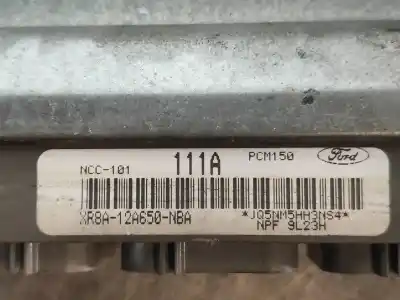 NCC-101 111A PCM150 Ford
XR8A-12A650-NBA *JQ5NM5HH3NS4*
NPF 9L23H